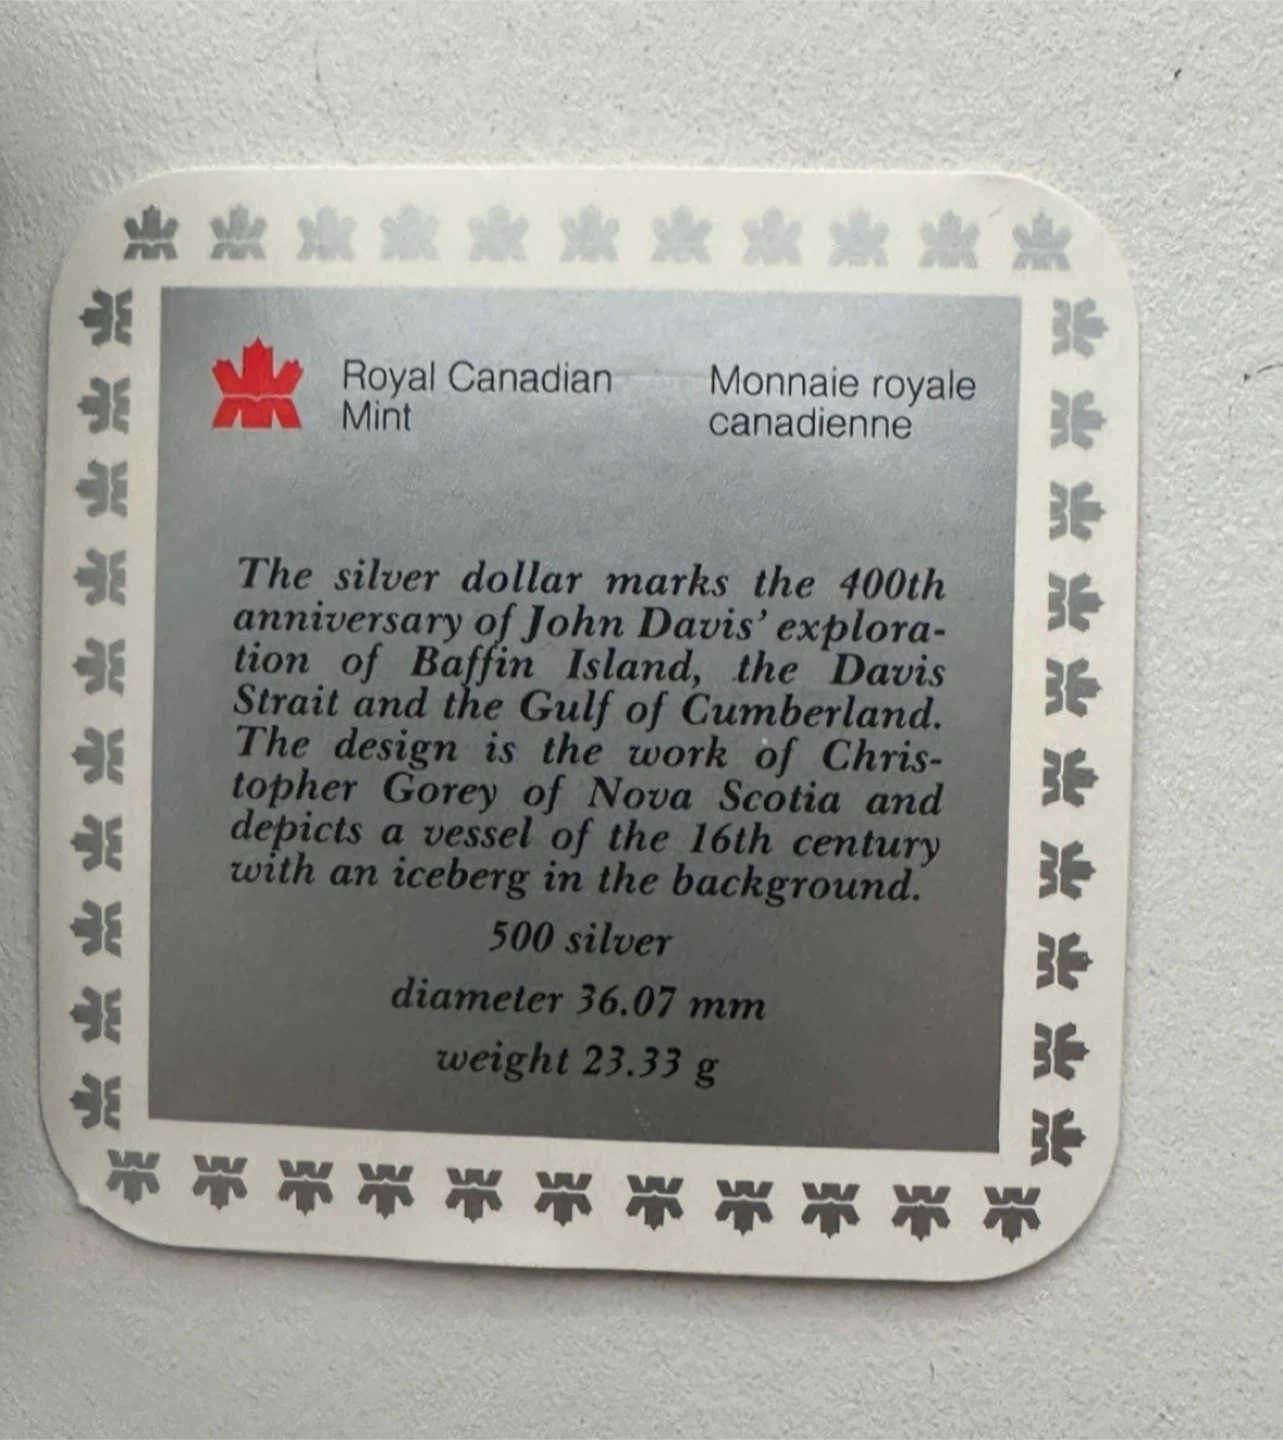 Royal Canadian
Mint
Monnaie royale
canadienne
The silver dollar marks the 400th
anniversary of John Davis’ explora-
tion of Baffin Island, the Davis
Strait and the Gulf of Cumberland.
The design is the work of Chris-
topher Gorey of Nova Scotia and
depicts a vessel of the 16th century
with an iceberg in the background.
500 silver
diameter 36.07 mm
weight 23.33 g